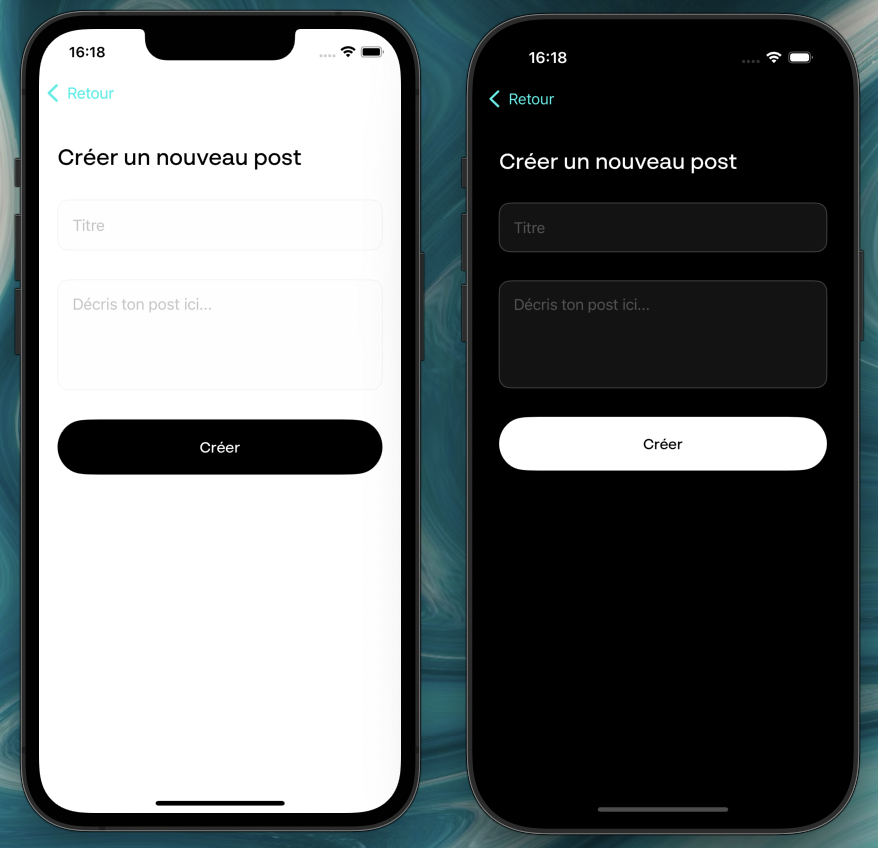 16:18
Retour
Créer un nouveau post
Titre
Décris ton post ici...
Créer
16:18
Retour
Créer un nouveau post
Titre
Décris ton post ici...
Créer